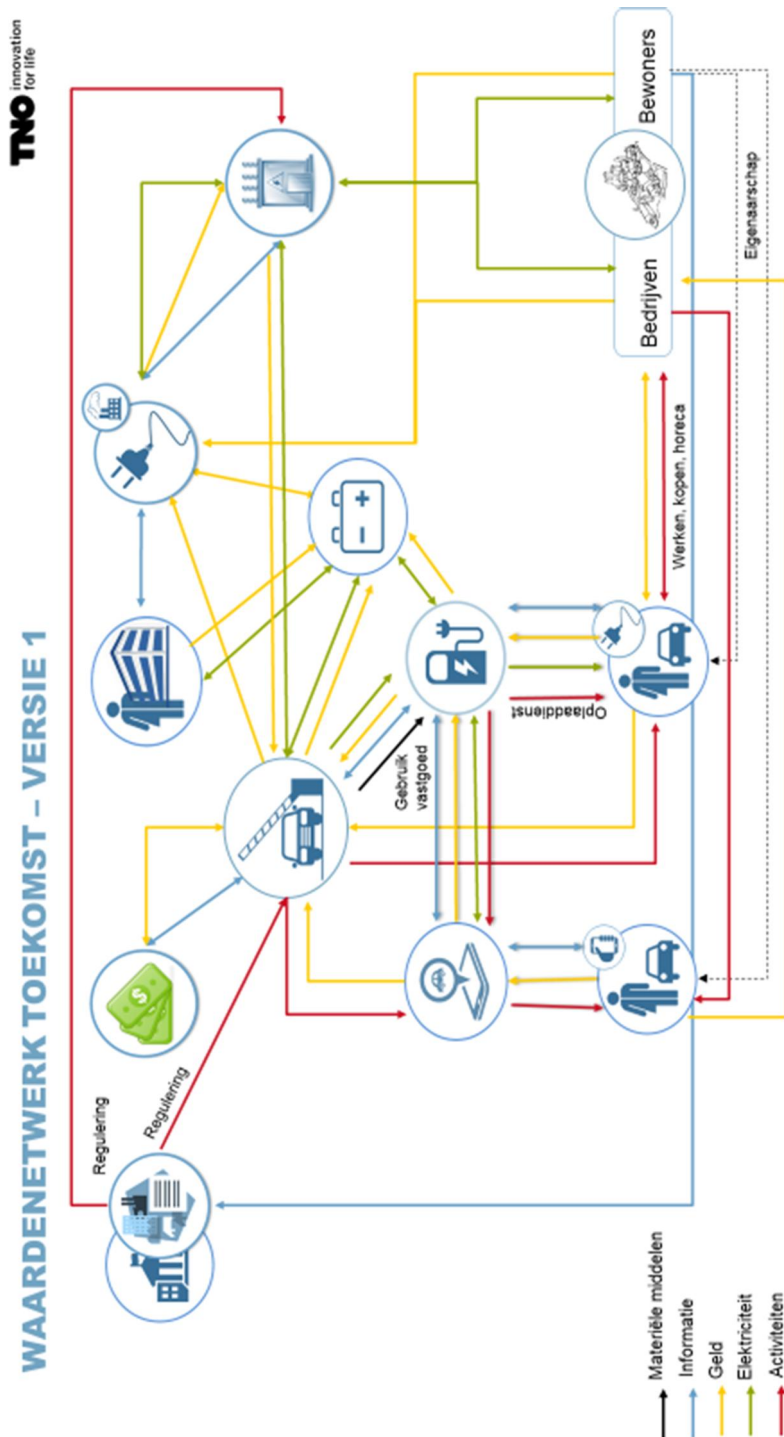 WAARDENETWERK TOEKOMST – VERSIE 1
TNO innovation
for life
Regulering
Regulering
Gebruik
vastgoed
Oplaaddienst
Werken, kopen, horeca
Bedrijven
Bewoners
Eigenaarschap
Materiële middelen
Informatie
Geld
Elektriciteit
Activiteiten